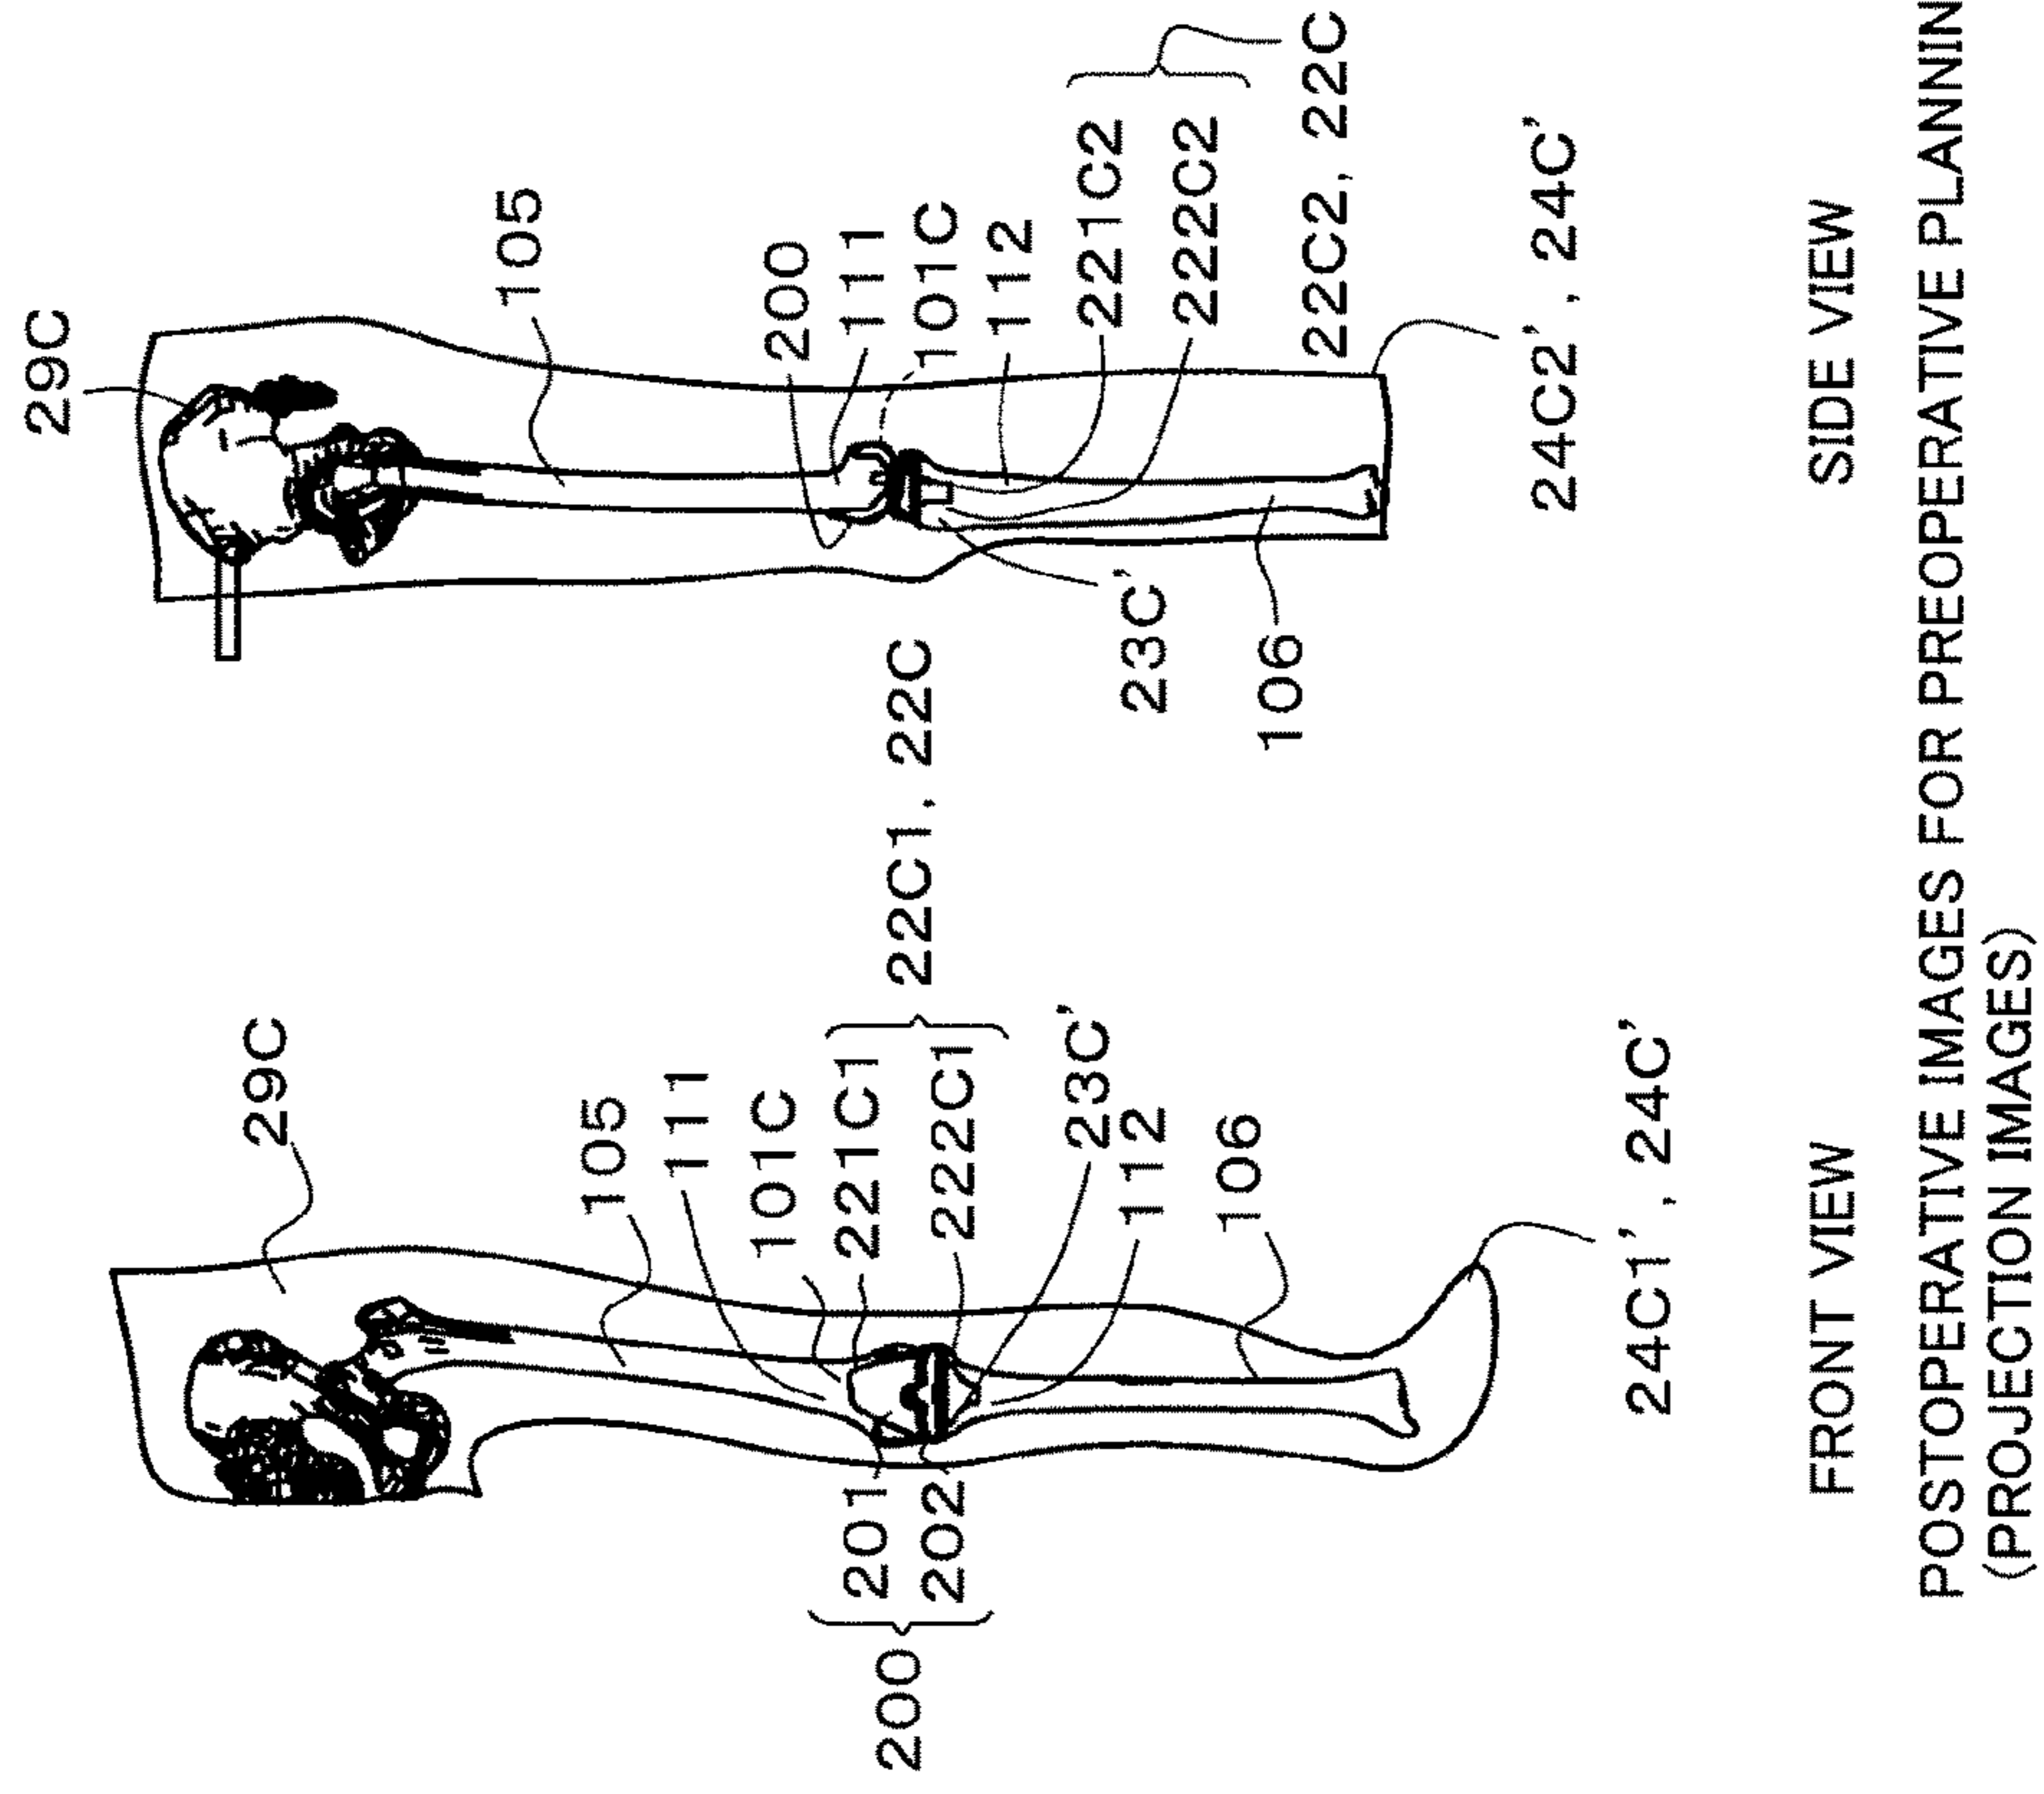 29C
105
111
101C
221C1
222C1
22C1, 22C
23C'
112
106
201
202
200
24C1', 24C'
FRONT VIEW
29C
105
200
111
101C
112
221C2
222C2
22C2, 22C
23C'
106
24C2', 24C'
SIDE VIEW
POSTOPERATIVE IMAGES FOR PREOPERATIVE PLANNIN
(PROJECTION IMAGES)